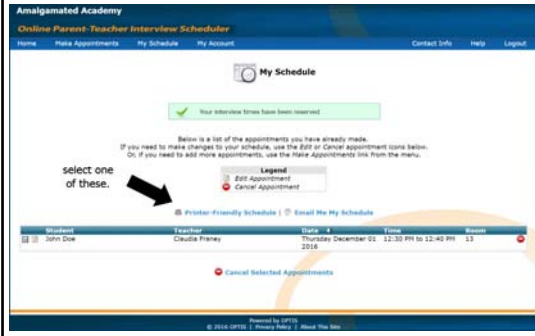 Amalgamated Academy
Online Parent-Teacher Interview Scheduler
Home Make Appointments My Schedule My Account Contact Info Help Logout
My Schedule
Your interview times have been reserved
Below is a list of the appointments you have already made.
If you need to make changes to your schedule, use the Edit or Cancel appointment icons below.
Or, if you need to add more appointments, use the Make Appointments link from the menu.
select one
of these.
Legend
Edit Appointment
Cancel Appointment
Printer-Friendly Schedule | Email Me My Schedule
Student Teacher Date Time Room
John Doe Claudia Franey Thursday December 01 12:30 PM to 12:40 PM 13
2016
Cancel Selected Appointments
Powered by OPTIS
© 2016 OPTIS | Privacy Policy | About This Site